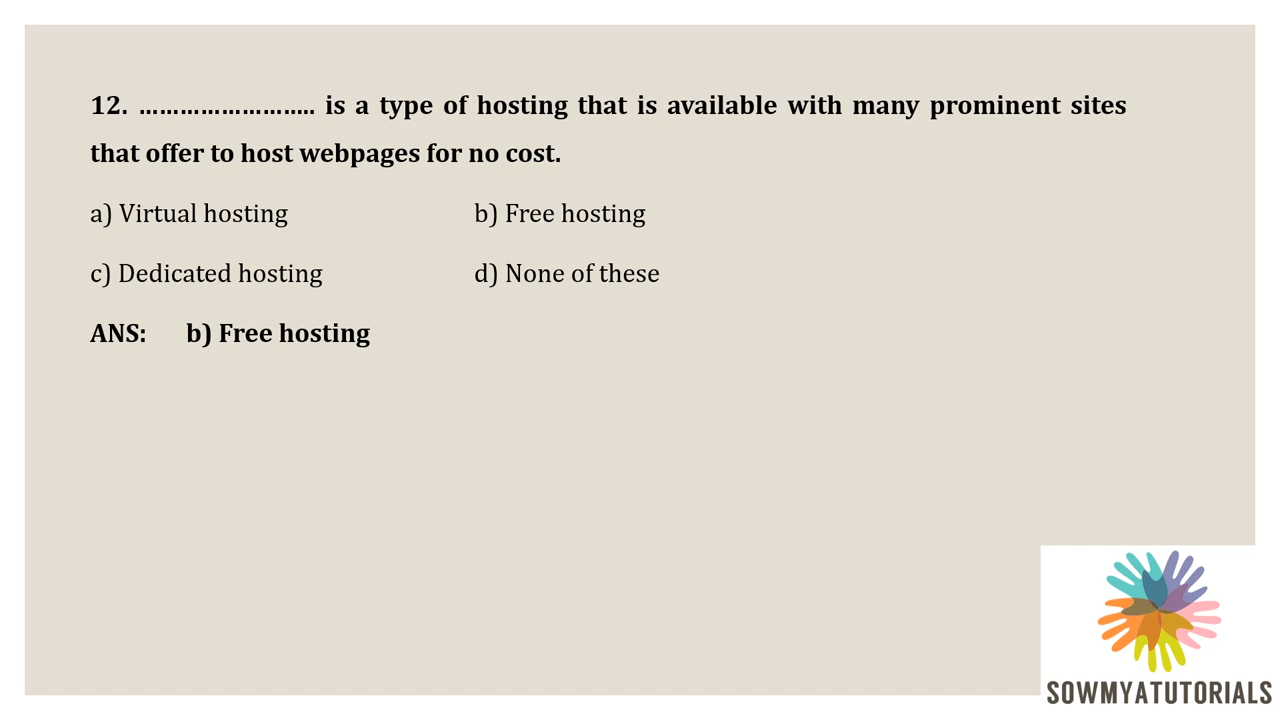 12. …………………….. is a type of hosting that is available with many prominent sites
that offer to host webpages for no cost.
a) Virtual hosting b) Free hosting
c) Dedicated hosting d) None of these
ANS: b) Free hosting
SOWMYATUTORIALS